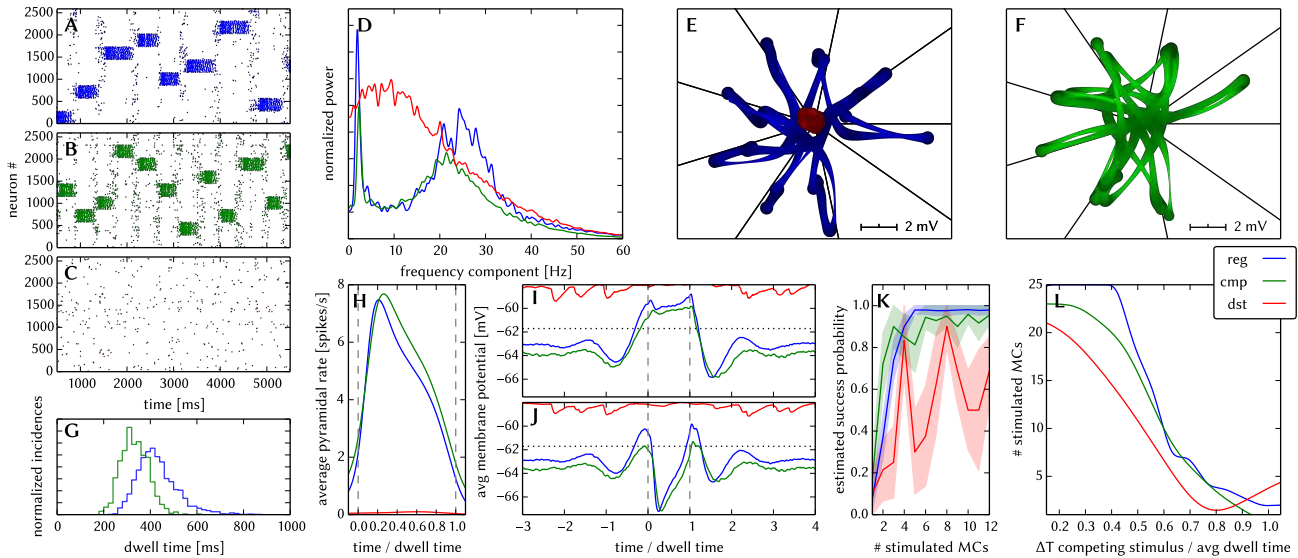 A
2500
2000
1500
1000
500
0
B
2500
2000
1500
1000
500
0
neuron #
C
2500
2000
1500
1000
500
0
1000 2000 3000 4000 5000
time [ms]
D
normalized power
0 10 20 30 40 50 60
frequency component [Hz]
E
2 mV
F
2 mV
reg
cmp
dst
G
normalized incidences
0 200 400 600 800 1000
dwell time [ms]
H
average pyramidal rate [spikes/s]
8
6
4
2
0
0.0 0.2 0.4 0.6 0.8 1.0
time / dwell time
I
−60
−62
−64
−66
J
−60
−62
−64
−66
avg membrane potential [mV]
−3 −2 −1 0 1 2 3 4
time / dwell time
K
estimated success probability
1.0
0.8
0.6
0.4
0.2
0.0
4 6 8 10 12
# stimulated MCs
L
# stimulated MCs
25
20
15
10
5
0.2 0.3 0.4 0.5 0.6 0.7 0.8 0.9 1.0
ΔT competing stimulus / avg dwell time